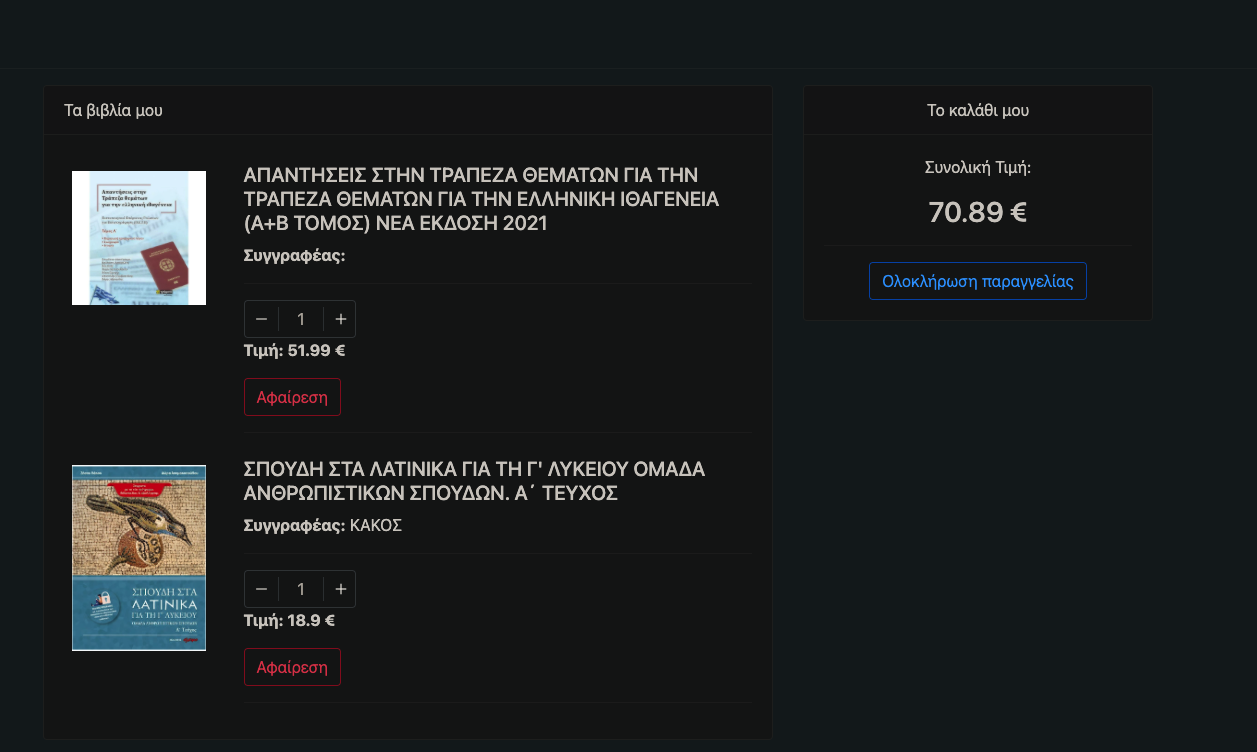 Τα βιβλία μου
ΑΠΑΝΤΗΣΕΙΣ ΣΤΗΝ ΤΡΑΠΕΖΑ ΘΕΜΑΤΩΝ ΓΙΑ ΤΗΝ
ΤΡΑΠΕΖΑ ΘΕΜΑΤΩΝ ΓΙΑ ΤΗΝ ΕΛΛΗΝΙΚΗ ΙΘΑΓΕΝΕΙΑ
(Α+Β ΤΟΜΟΣ) ΝΕΑ ΕΚΔΟΣΗ 2021
Συγγραφέας:
1
Τιμή: 51.99 €
Αφαίρεση
Απαντήσεις στην
Τράπεζα θεμάτων
για την ελληνική ιθαγένεια
ΣΠΟΥΔΗ ΣΤΑ ΛΑΤΙΝΙΚΑ ΓΙΑ ΤΗ Γ' ΛΥΚΕΙΟΥ ΟΜΑΔΑ
ΑΝΘΡΩΠΙΣΤΙΚΩΝ ΣΠΟΥΔΩΝ. Α΄ ΤΕΥΧΟΣ
Συγγραφέας: ΚΑΚΟΣ
1
Τιμή: 18.9 €
Αφαίρεση
ΣΠΟΥΔΗ ΣΤΑ
ΛΑΤΙΝΙΚΑ
ΓΙΑ ΤΗ Γ' ΛΥΚΕΙΟΥ
Το καλάθι μου
Συνολική Τιμή:
70.89 €
Ολοκλήρωση παραγγελίας